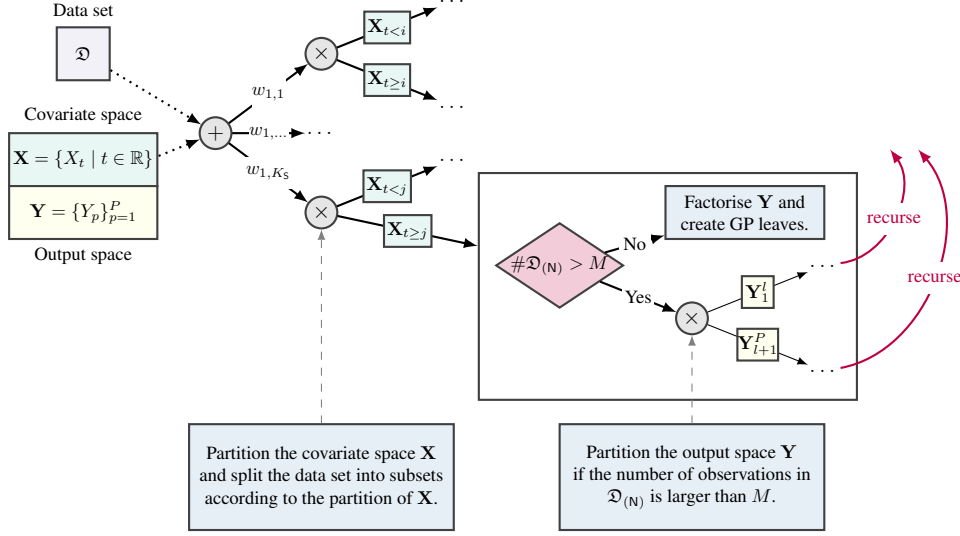 Data set
𝔇
Covariate space
X = {X_t | t ∈ ℝ}
Y = {Y_p}_{p=1}^P
Output space
+
w_{1,1}
w_{1,...}
w_{1,K_S}
. . .
×
X_{t<i}
X_{t≥i}
. . .
. . .
×
X_{t<j}
X_{t≥j}
. . .
#𝔇_{(N)} > M
No
Factorise Y and
create GP leaves.
Yes
×
Y_1^l
Y_{l+1}^P
. . .
. . .
recurse
recurse
Partition the covariate space X
and split the data set into subsets
according to the partition of X.
Partition the output space Y
if the number of observations in
𝔇_{(N)} is larger than M.